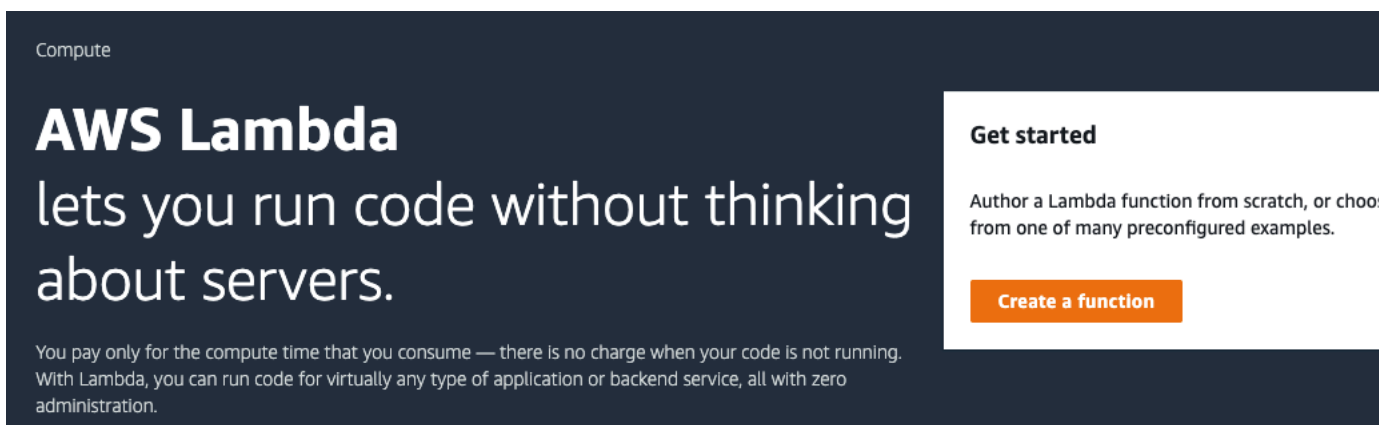 Compute
AWS Lambda
lets you run code without thinking
about servers.
You pay only for the compute time that you consume — there is no charge when your code is not running.
With Lambda, you can run code for virtually any type of application or backend service, all with zero
administration.
Get started
Author a Lambda function from scratch, or
from one of many preconfigured examples.
Create a function